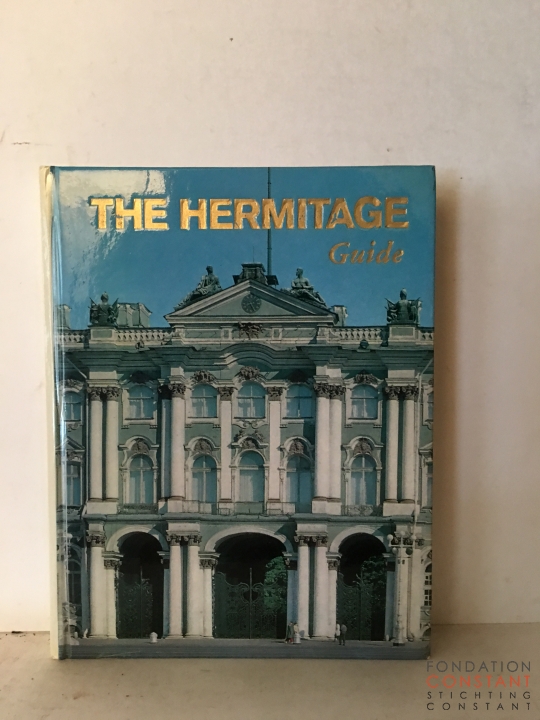 THE HERMITAGE
Guide
FONDATION
CONSTANT
STICHTING
CONSTANT